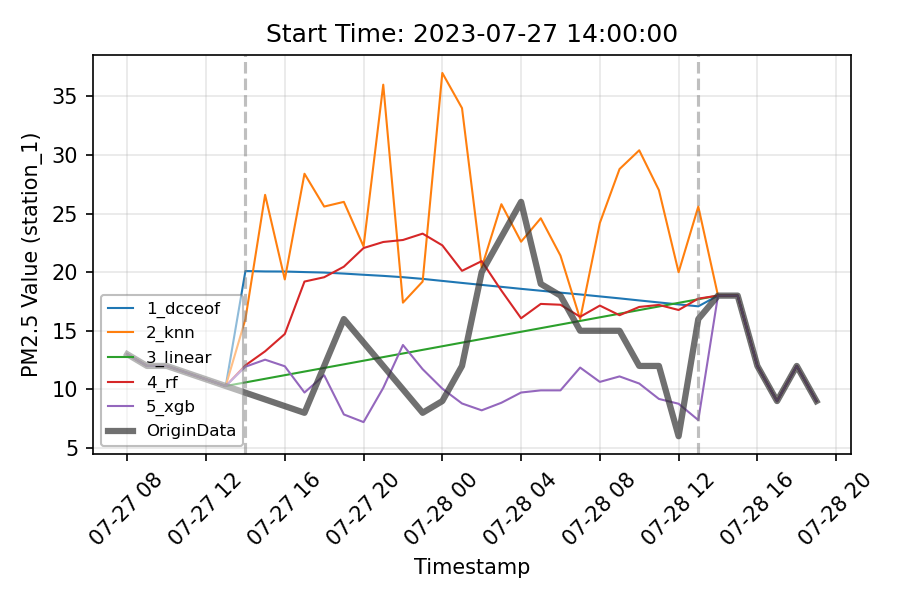 Start Time: 2023-07-27 14:00:00
PM2.5 Value (station_1)
35
30
25
20
15
10
5
1_dcceof
2_knn
3_linear
4_rf
5_xgb
OriginData
07-27 08
07-27 12
07-27 16
07-27 20
07-28 00
07-28 04
07-28 08
07-28 12
07-28 16
07-28 20
Timestamp